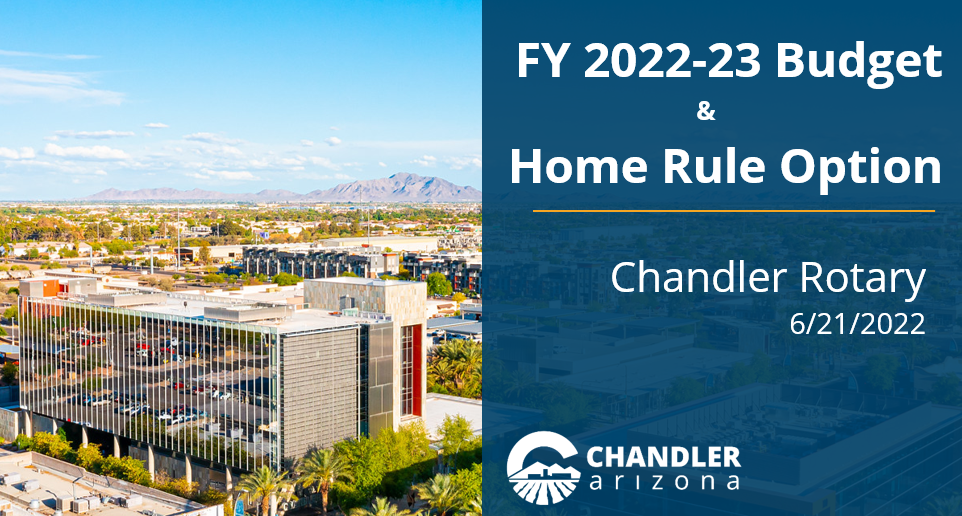 FY 2022-23 Budget
&
Home Rule Option
Chandler Rotary
6/21/2022
CHANDLER
arizona